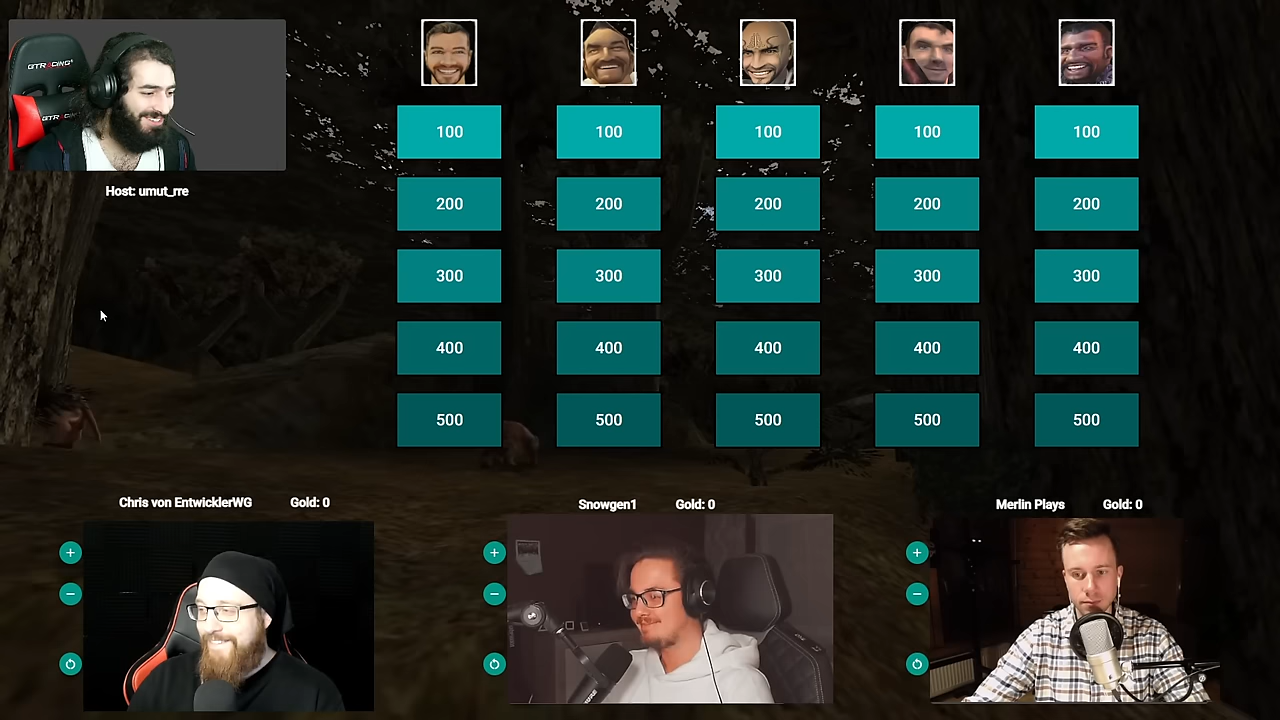 GTRACING
GTRACING
Host: umut_rre
100 100 100 100 100
200 200 200 200 200
300 300 300 300 300
400 400 400 400 400
500 500 500 500 500
Chris von EntwicklerWG Gold: 0
Snowgen1 Gold: 0
Merlin Plays Gold: 0